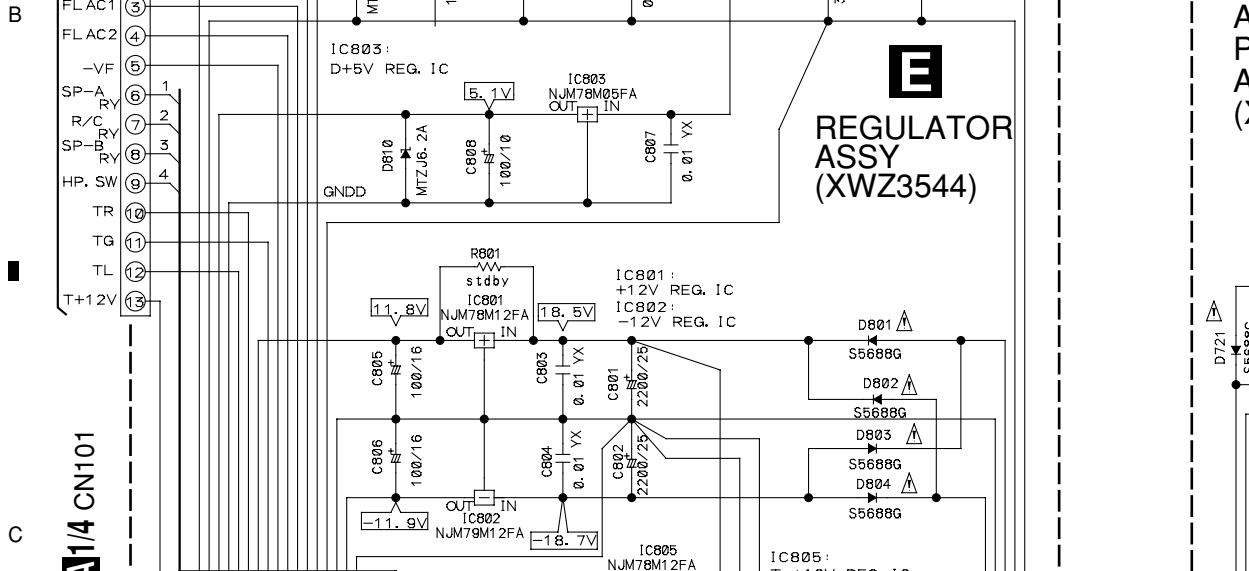 B
FL AC1 3
FL AC2 4
-VF 5
SP-A RY 6 1
R/C RY 7 2
SP-B RY 8 3
HP. SW 9 4
TR 10
TG 11
TL 12
T+12V 13
IC803:
D+5V REG. IC
5. 1V
IC803
NJM78M05FA
OUT + IN
D810
MTZJ6. 2A
C808
100/10
C807
0. 01 YX
GNDD
E
REGULATOR
ASSY
(XWZ3544)
R801
stdby
IC801
NJM78M12FA
OUT + IN
11. 8V
18. 5V
IC801:
+12V REG. IC
IC802:
-12V REG. IC
C805
100/16
C803
0. 01 YX
C801
2200/25
D801
S5688G
D802
S5688G
D803
S5688G
D804
S5688G
C806
100/16
C804
0. 01 YX
C802
2200/25
OUT - IN
IC802
NJM79M12FA
-11. 9V
-18. 7V
IC805
NJM78M12FA
IC805:
D721
A 1/4 CN101
C